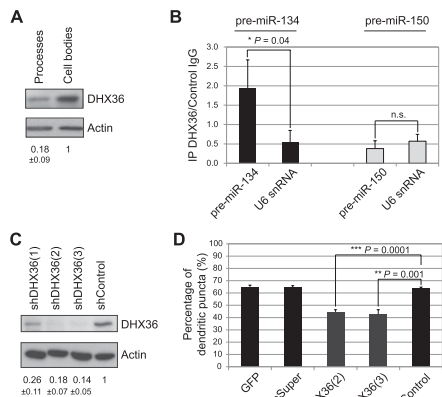 A
Processes
Cell bodies
DHX36
Actin
0.18 1
±0.09
B
pre-miR-134 pre-miR-150
* P = 0.04
n.s.
IP DHX36/Control IgG
3.0
2.5
2.0
1.5
1.0
0.5
0.0
pre-miR-134
U6 snRNA
pre-miR-150
U6 snRNA
C
shDHX36(1)
shDHX36(2)
shDHX36(3)
shControl
DHX36
Actin
0.26 0.18 0.14 1
±0.11 ±0.07 ±0.05
D
Percentage of
dendritic puncta (%)
100
90
80
70
60
50
40
30
20
10
0
*** P = 0.0001
** P = 0.001
GFP
Super
X36(2)
X36(3)
Control